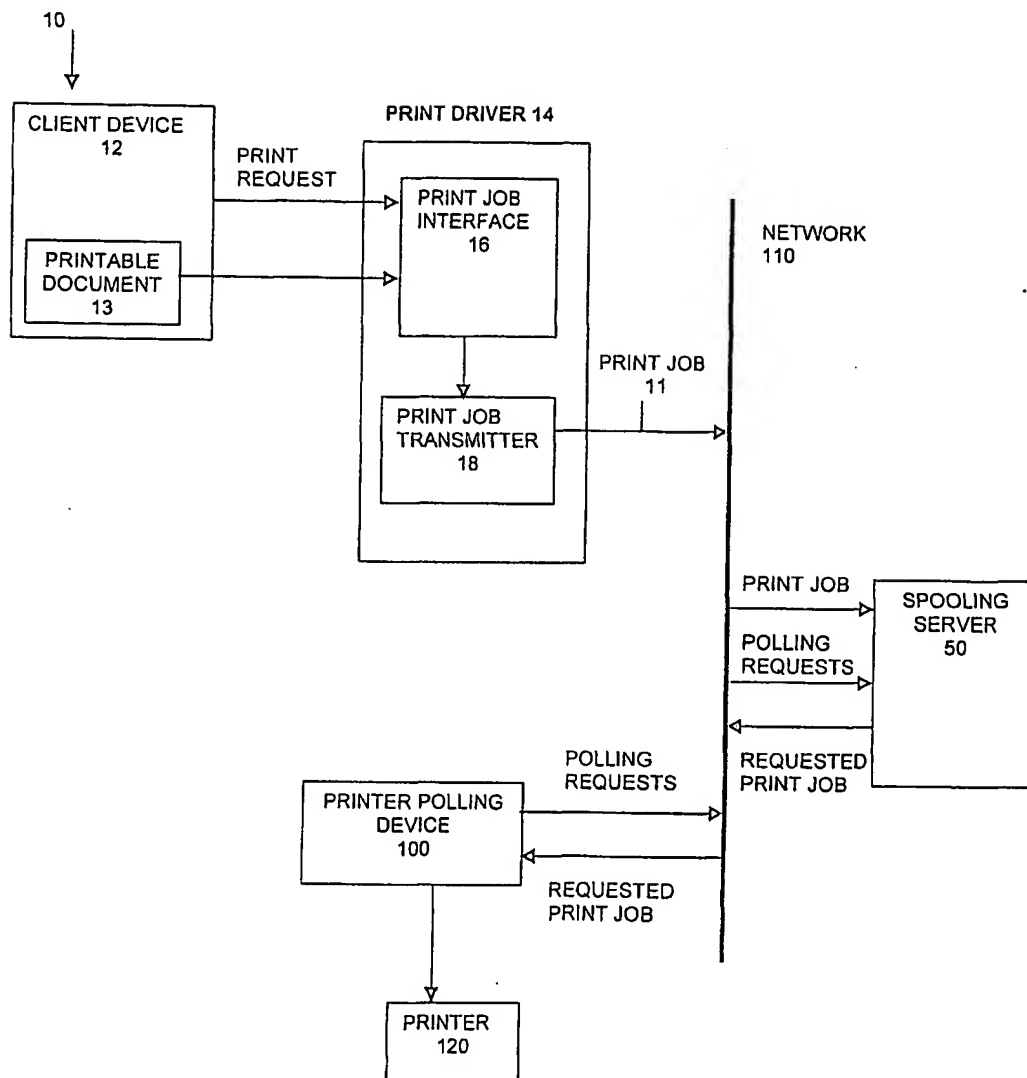 10
CLIENT DEVICE
12
PRINTABLE
DOCUMENT
13
PRINT
REQUEST
PRINT DRIVER 14
PRINT JOB
INTERFACE
16
PRINT JOB
TRANSMITTER
18
PRINT JOB
11
NETWORK
110
PRINT JOB
POLLING
REQUESTS
REQUESTED
PRINT JOB
SPOOLING
SERVER
50
POLLING
REQUESTS
PRINTER POLLING
DEVICE
100
REQUESTED
PRINT JOB
PRINTER
120